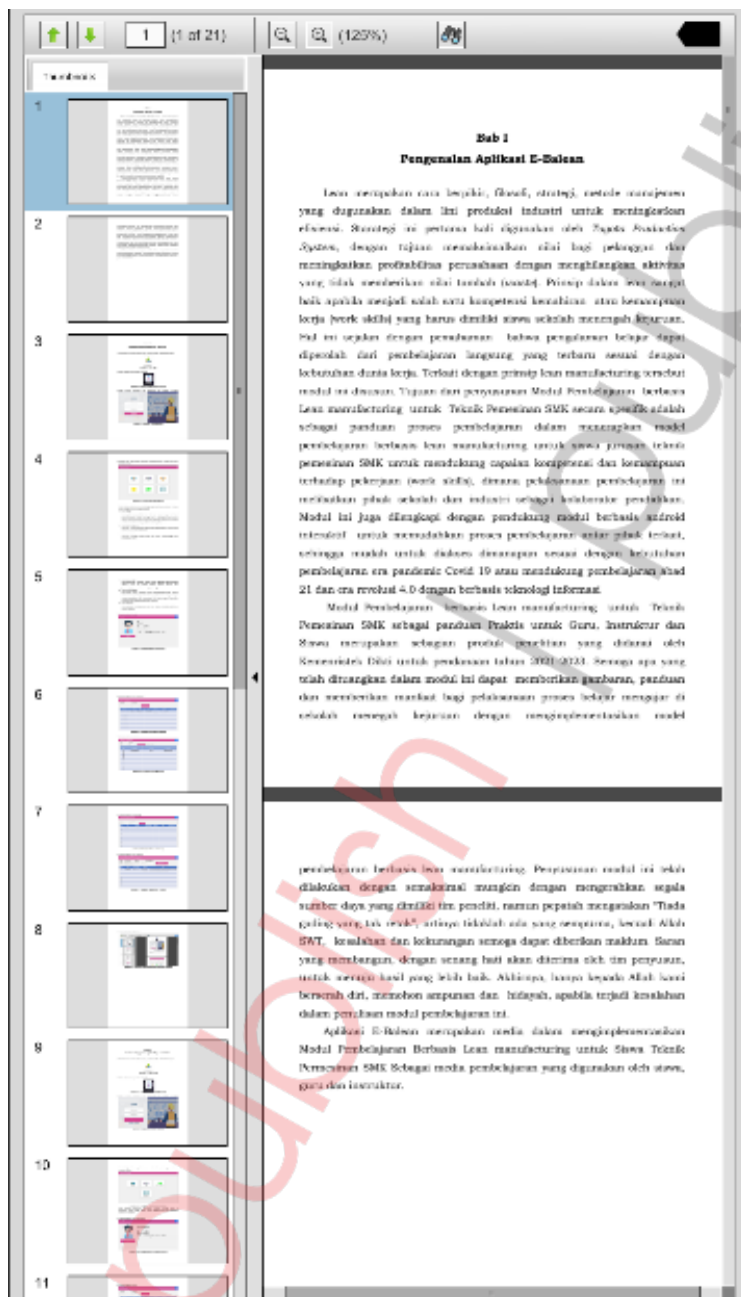 1 (1 of 21) (125%)
Thumbnails
1
2
3
4
5
6
7
8
9
10
11
Bab I
Pengenalan Aplikasi E-Balean
Lean merupakan cara berpikir, filosofi, strategi, metode manajemen
yang digunakan dalam lini produksi industri untuk meningkatkan
efisiensi. Strategi ini pertama kali digunakan oleh Toyota Production
System, dengan tujuan memaksimalkan nilai bagi pelanggan dan
meningkatkan profitabilitas perusahaan dengan menghilangkan aktivitas
yang tidak memberikan nilai tambah (waste). Prinsip dalam lean sangat
baik apabila menjadi salah satu kompetensi kemahiran atau kemampuan
kerja (work skills) yang harus dimiliki siswa sekolah menengah kejuruan.
Hal ini sejalan dengan pemahaman bahwa pengalaman belajar dapat
diperolah dari pembelajaran langsung yang terbaru sesuai dengan
kebutuhan dunia kerja. Terkait dengan prinsip lean manufacturing tersebut
modul ini disusun. Tujuan dari penyusunan Modul Pembelajaran berbasis
Lean manufactoring untuk Teknik Pemesinan SMK secara spesifik adalah
sebagai panduan proses pembelajaran dalam menerapkan model
pembelajaran berbasis lean manufakturing untuk siswa jurusan teknik
pemesinan SMK untuk mendukung capaian kompetensi dan kemampuan
terhadap pekerjaan (work skills), dimana pelaksanaan pembelajaran ini
melibatkan pihak sekolah dan industri sebagai kolaborator pendidikan.
Modul ini juga dilengkapi dengan pendukung modul berbasis android
interaktif untuk memudahkan proses pembelajaran antar pihak terkait,
sehingga mudah untuk diakses dimanapun sesuai dengan kebutuhan
pembelajaran era pandemic Covid 19 atau mendukung pembelajaran abad
21 dan era revolusi 4.0 dengan berbasis teknologi informasi.
Modul Pembelajaran berbasis Lean manufacturing untuk Teknik
Pemesinan SMK sebagai panduan Praktis untuk Guru, Instruktur dan
Siswa merupakan sebagian produk penelitian yang didanai oleh
Kemenristek Dikti untuk pendanaan tahun 2021-2023. Semoga apa yang
telah dituangkan dalam modul ini dapat memberikan gambaran, panduan
dan memberikan manfaat bagi pelaksanaan proses belajar mengajar di
sekolah menegah kejuruan dengan mengimplementasikan model
pembelajaran berbasis lean manufacturing. Penyusunan modul ini telah
dilakukan dengan semaksimal mungkin dengan mengerahkan segala
sumber daya yang dimiliki tim peneliti, namun pepatah mengatakan "Tiada
gading yang tak retak", artinya tidaklah ada yang sempurna, kecuali Allah
SWT, kesalahan dan kekurangan semoga dapat diberikan maklum. Saran
yang membangun, dengan senang hati akan diterima oleh tim penyusun,
untuk menuju hasil yang lebih baik. Akhirnya, hanya kepada Allah kami
berserah diri, memohon ampunan dan hidayah, apabila terjadi kesalahan
dalam penulisan modul pembelajaran ini.
Aplikasi E-Balean merupakan media dalam mengimplementasikan
Modul Pembelajaran Berbasis Lean manufacturing untuk Siswa Teknik
Permesinan SMK Sebagai media pembelajaran yang digunakan oleh siswa,
guru dan instruktur.
publish